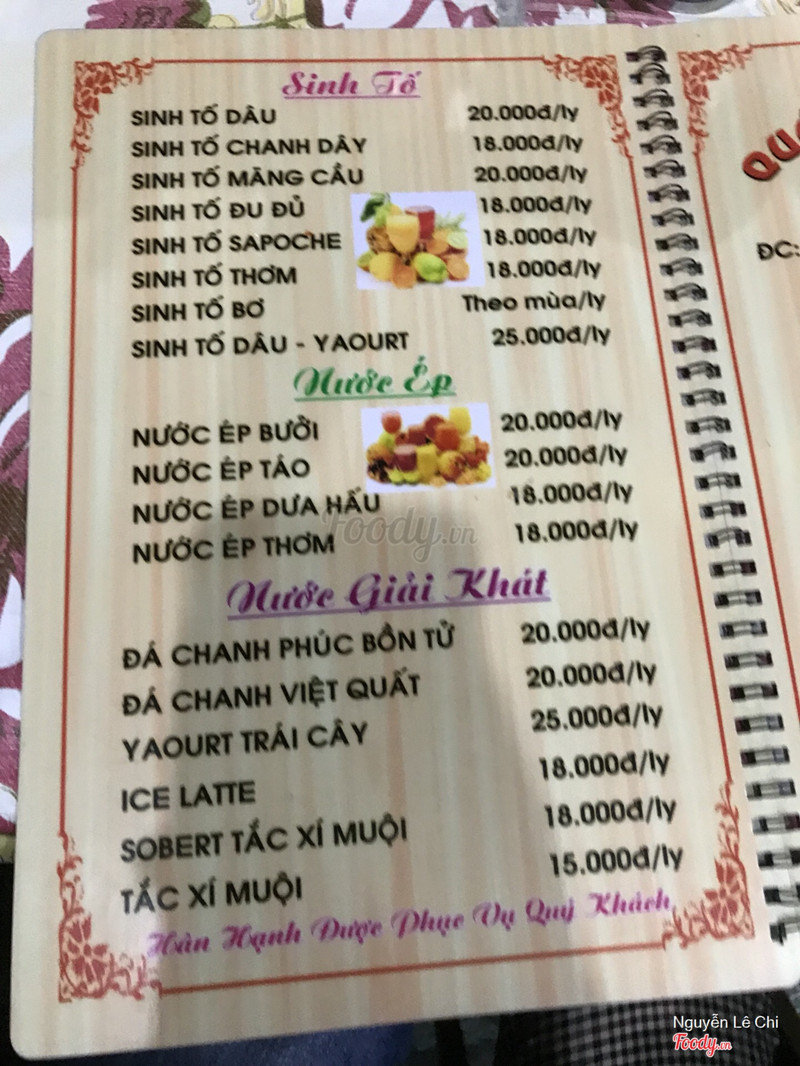 Sinh Tố
SINH TỐ DÂU 20.000đ/ly
SINH TỐ CHANH DÂY 18.000đ/ly
SINH TỐ MÃNG CẦU 20.000đ/ly
SINH TỐ ĐU ĐỦ 18.000đ/ly
SINH TỐ SAPOCHE 18.000đ/ly
SINH TỐ THƠM 18.000đ/ly
SINH TỐ BƠ Theo mùa/ly
SINH TỐ DÂU - YAOURT 25.000đ/ly
Nước Ép
NƯỚC ÉP BƯỞI 20.000đ/ly
NƯỚC ÉP TÁO 20.000đ/ly
NƯỚC ÉP DƯA HẤU 18.000đ/ly
NƯỚC ÉP THƠM 18.000đ/ly
Foody.vn
Nước Giải Khát
ĐÁ CHANH PHÚC BỒN TỬ 20.000đ/ly
ĐÁ CHANH VIỆT QUẤT 20.000đ/ly
YAOURT TRÁI CÂY 25.000đ/ly
ICE LATTE 18.000đ/ly
SOBERT TẮC XÍ MUỘI 18.000đ/ly
TẮC XÍ MUỘI 15.000đ/ly
Hân Hạnh Được Phục Vụ Quý Khách
ĐC:
Nguyễn Lê Chi
Foody.vn